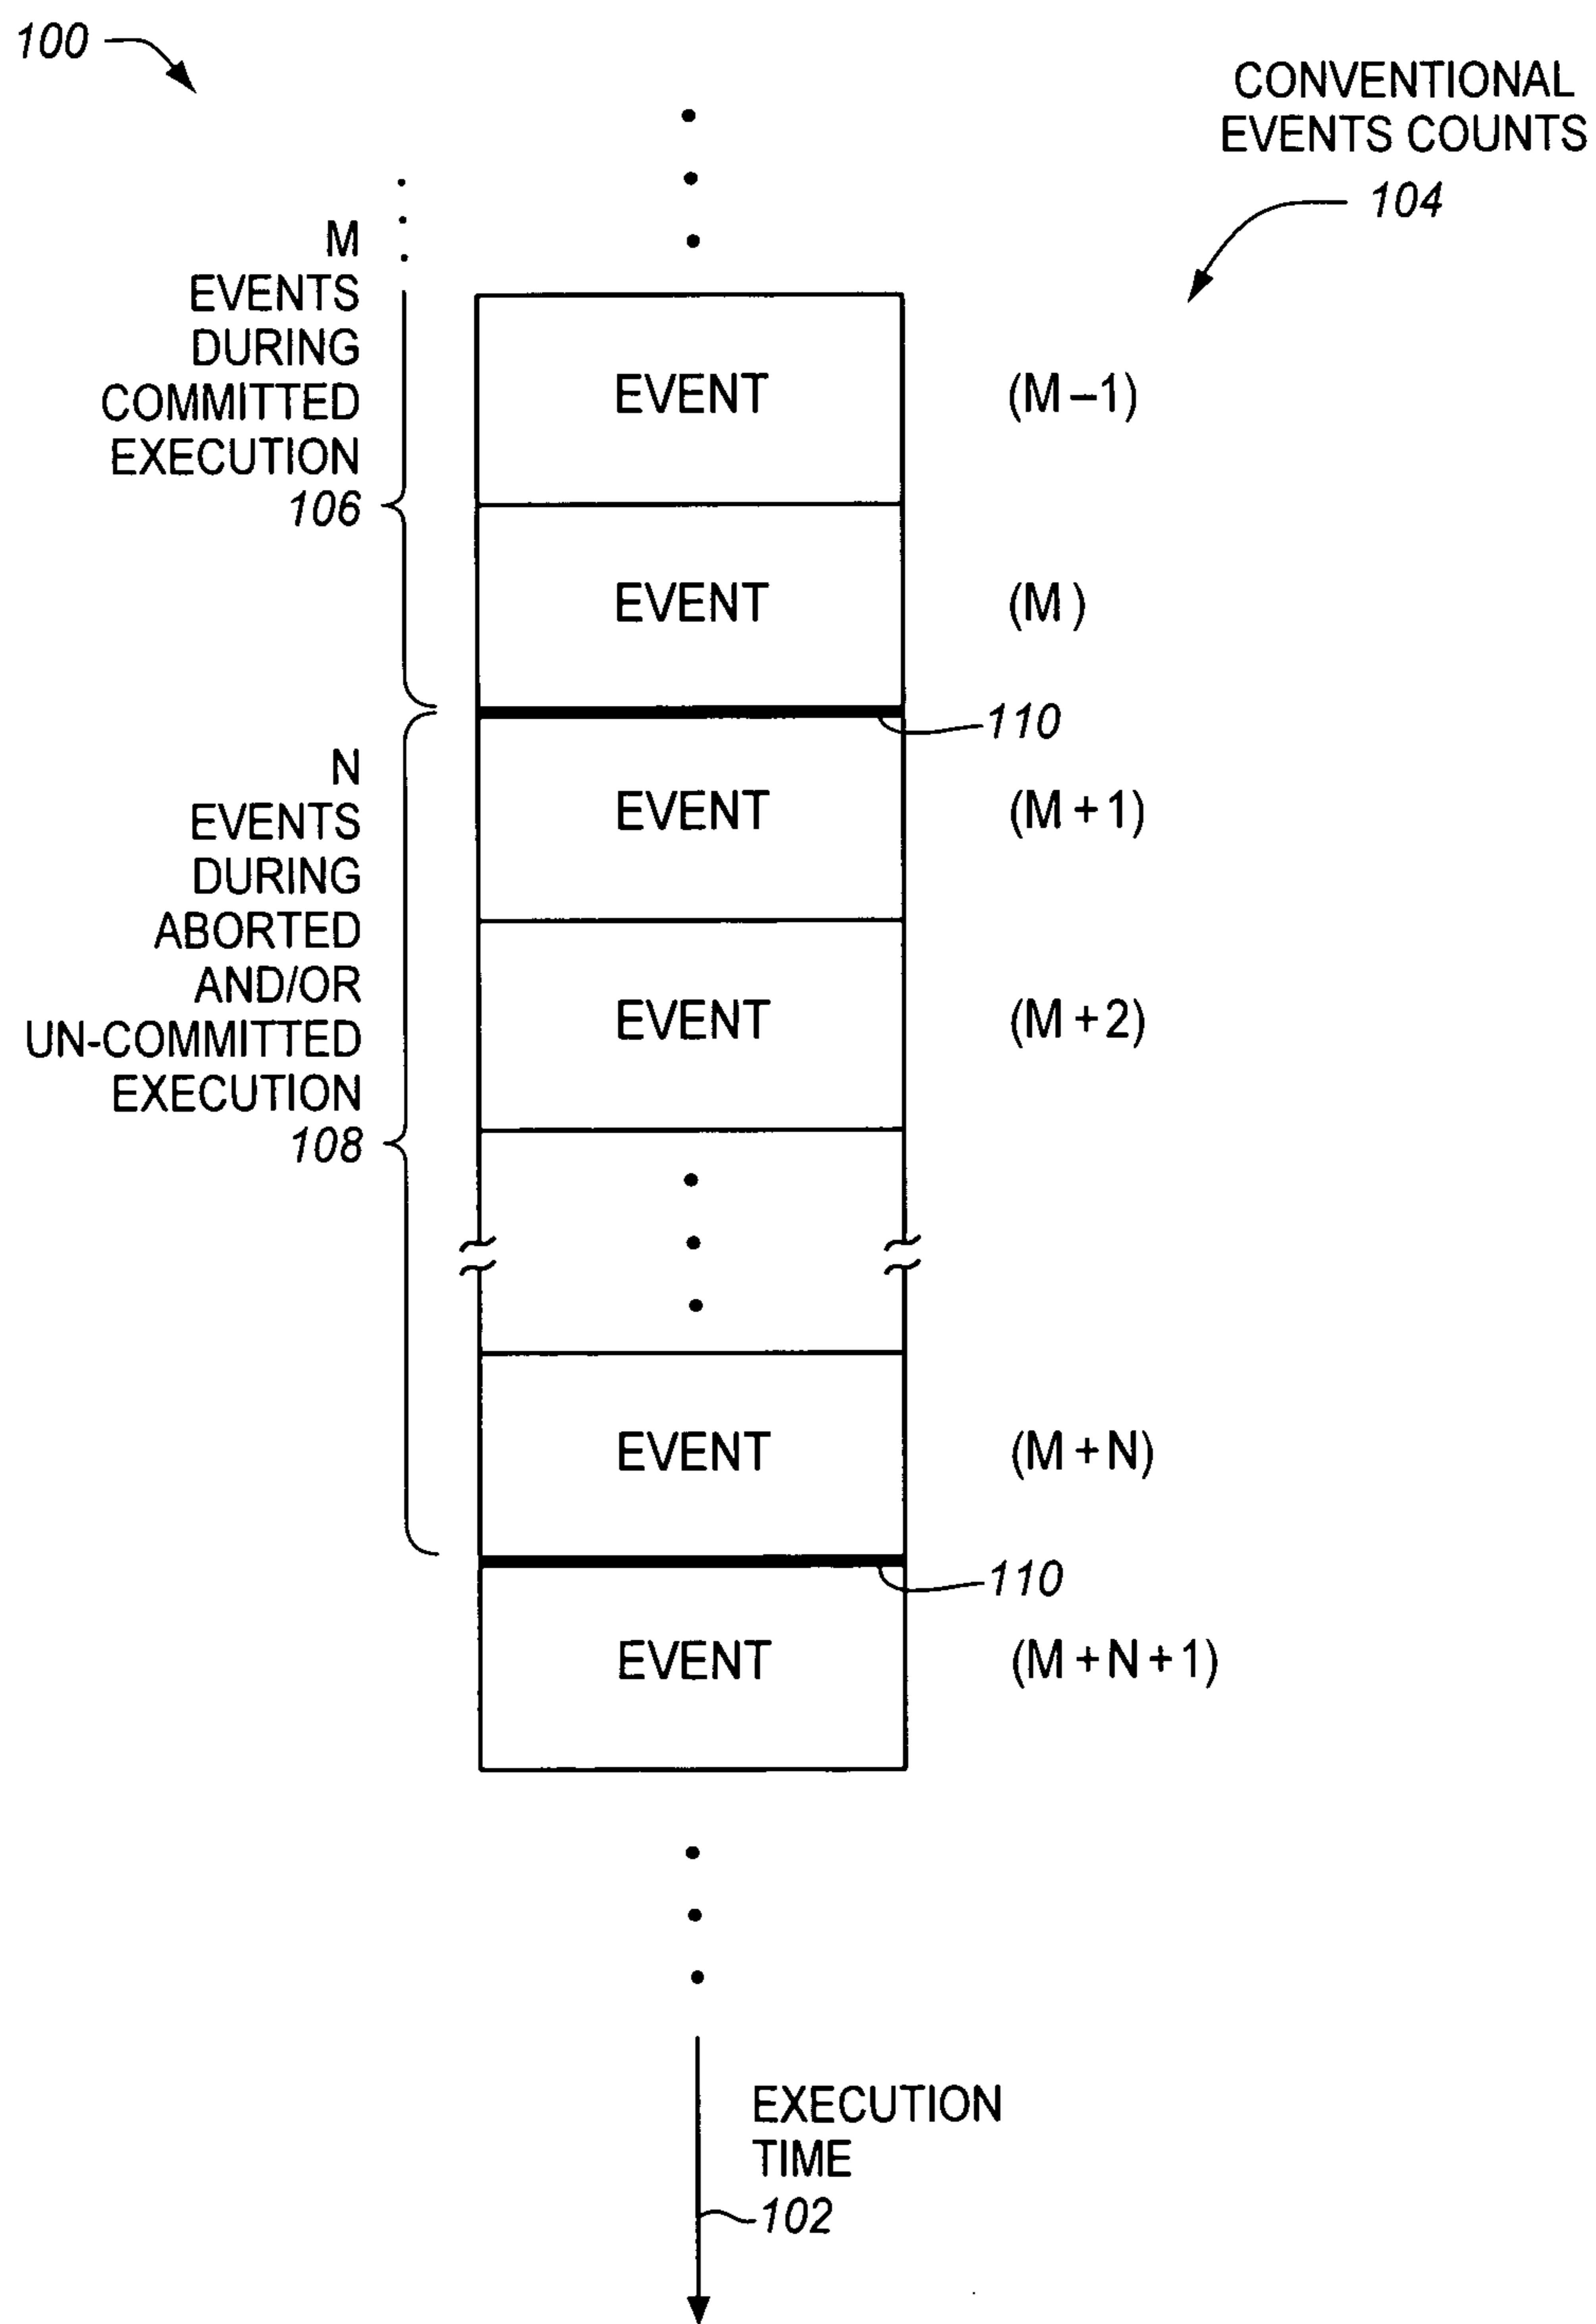 100
CONVENTIONAL
EVENTS COUNTS
104
M
EVENTS
DURING
COMMITTED
EXECUTION
106
EVENT (M–1)
EVENT (M)
110
N
EVENTS
DURING
ABORTED
AND/OR
UN-COMMITTED
EXECUTION
108
EVENT (M+1)
EVENT (M+2)
EVENT (M+N)
110
EVENT (M+N+1)
EXECUTION
TIME
102